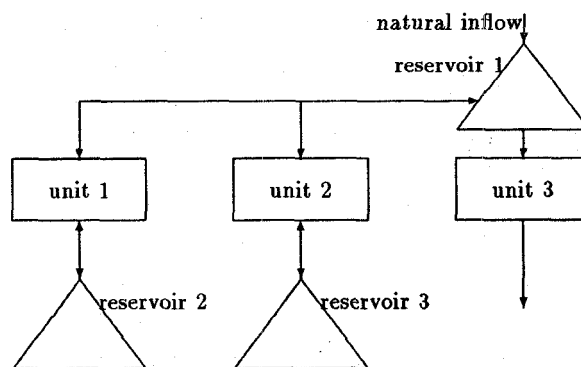 natural inflow
reservoir 1
unit 1
unit 2
unit 3
reservoir 2
reservoir 3